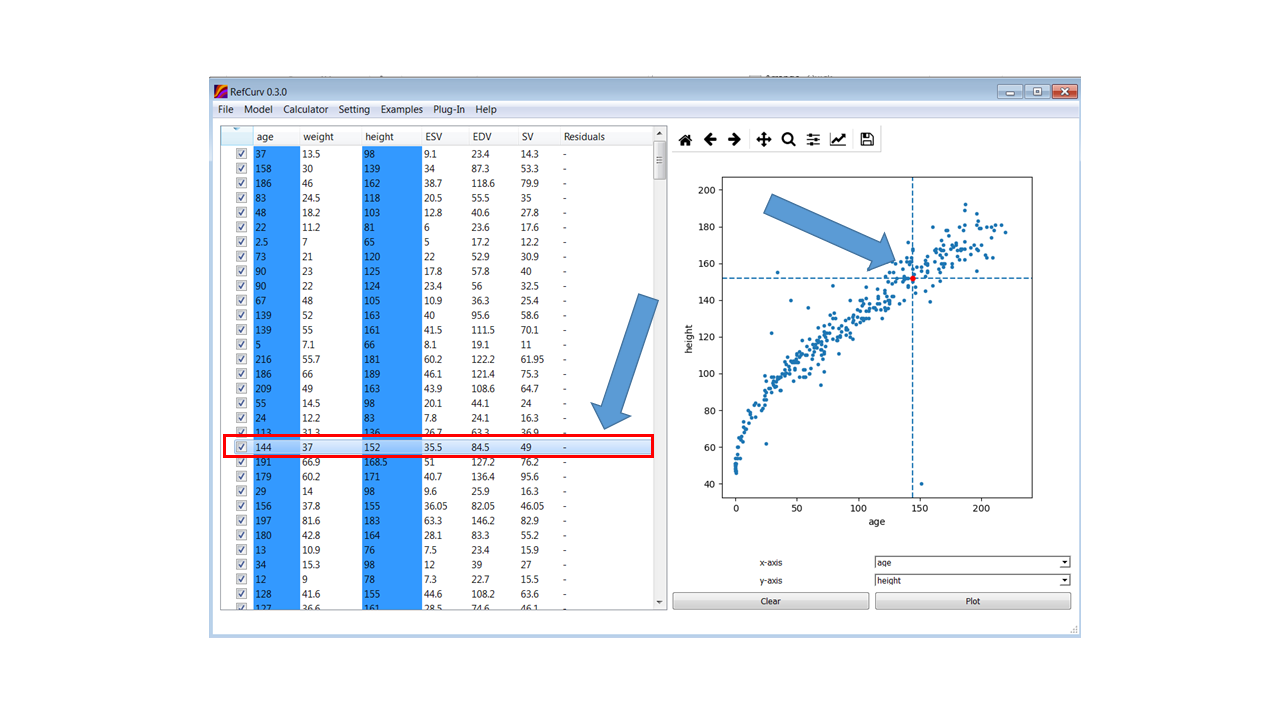 RefCurv 0.3.0
File Model Calculator Setting Examples Plug-In Help
age weight height ESV EDV SV Residuals
37 13.5 98 9.1 23.4 14.3 -
158 30 139 34 87.3 53.3 -
186 46 162 38.7 118.6 79.9 -
83 24.5 118 20.5 55.5 35 -
48 18.2 103 12.8 40.6 27.8 -
22 11.2 81 6 23.6 17.6 -
2.5 7 65 5 17.2 12.2 -
73 21 120 22 52.9 30.9 -
90 23 125 17.8 57.8 40 -
90 22 124 23.4 56 32.5 -
67 48 105 10.9 36.3 25.4 -
139 52 163 40 95.6 58.6 -
139 55 161 41.5 111.5 70.1 -
5 7.1 66 8.1 19.1 11 -
216 55.7 181 60.2 122.2 61.95 -
186 66 189 46.1 121.4 75.3 -
209 49 163 43.9 108.6 64.7 -
55 14.5 98 20.1 44.1 24 -
24 12.2 83 7.8 24.1 16.3 -
113 31.3 136 26.7 63.3 36.9 -
144 37 152 35.5 84.5 49 -
191 66.9 168.5 51 127.2 76.2 -
179 60.2 171 40.7 136.4 95.6 -
29 14 98 9.6 25.9 16.3 -
156 37.8 155 36.05 82.05 46.05 -
197 81.6 183 63.3 146.2 82.9 -
180 42.8 164 28.1 83.3 55.2 -
13 10.9 76 7.5 23.4 15.9 -
34 15.3 98 12 39 27 -
12 9 78 7.3 22.7 15.5 -
128 41.6 155 44.6 108.2 63.6 -
127 36.6 161 28.5 74.6 46.1 -
200
180
160
140
120
100
80
60
40
height
0 50 100 150 200
age
x-axis age
y-axis height
Clear Plot